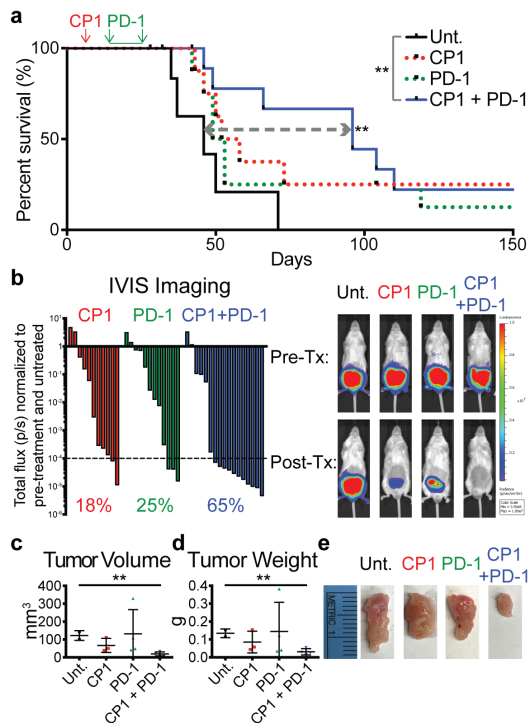 a
CP1 PD-1
Percent survival (%)
100
50
0
0 50 100 150
Days
**
**
Unt.
CP1
PD-1
CP1 + PD-1
b
IVIS Imaging
CP1 PD-1 CP1+PD-1
Total flux (p/s) normalized to
pre-treatment and untreated
10
1
10⁻¹
10⁻²
10⁻³
10⁻⁴
10⁻⁵
18% 25% 65%
Unt. CP1 PD-1 CP1
+PD-1
Pre-Tx:
Post-Tx:
Luminescence
c
Tumor Volume
**
mm³
400
300
200
100
0
Unt.
CP1
PD-1
CP1 + PD-1
d
Tumor Weight
**
g
0.4
0.3
0.2
0.1
0.0
Unt.
CP1
PD-1
CP1 + PD-1
e
Unt. CP1 PD-1 CP1
+PD-1
METRIC 1